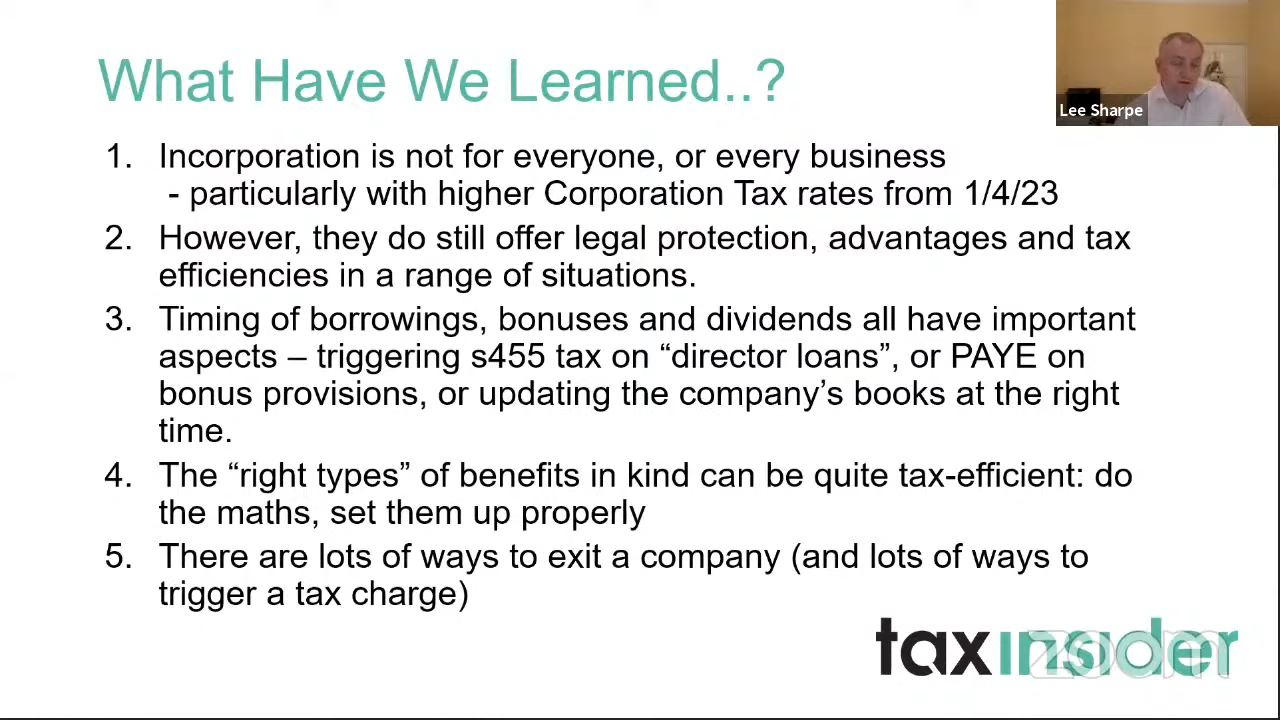 What Have We Learned..?
Lee Sharpe
1. Incorporation is not for everyone, or every business
- particularly with higher Corporation Tax rates from 1/4/23
2. However, they do still offer legal protection, advantages and tax
efficiencies in a range of situations.
3. Timing of borrowings, bonuses and dividends all have important
aspects – triggering s455 tax on “director loans”, or PAYE on
bonus provisions, or updating the company’s books at the right
time.
4. The “right types” of benefits in kind can be quite tax-efficient: do
the maths, set them up properly
5. There are lots of ways to exit a company (and lots of ways to
trigger a tax charge)
taxinsider
zoom